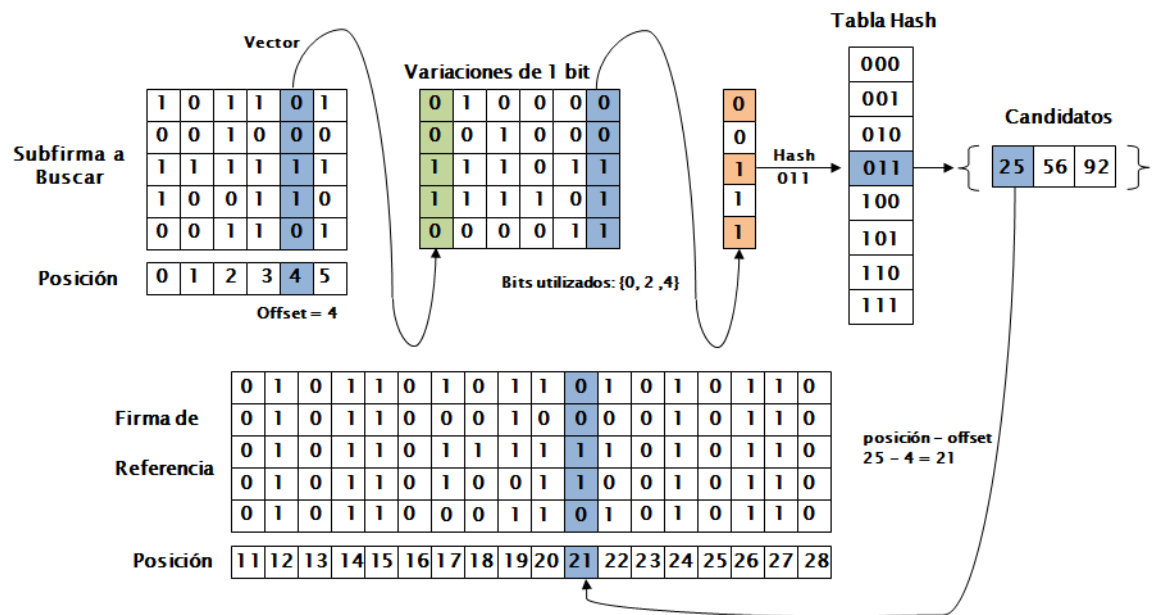 Tabla Hash
Vector
Variaciones de 1 bit
000
001
010
011
100
101
110
111
Candidatos
25 56 92
Subfirma a
Buscar
1 0 1 1 0 1
0 0 1 0 0 0
1 1 1 1 1 1
1 0 0 1 1 0
0 0 1 1 0 1
Posición
0 1 2 3 4 5
Offset = 4
0 1 0 0 0 0
0 0 1 0 0 0
1 1 1 0 1 1
1 1 1 1 0 1
0 0 0 0 1 1
Bits utilizados: {0, 2 ,4}
0
0
1
1
1
Hash
011
Firma de
Referencia
0 1 0 1 1 0 1 0 1 1 0 1 0 1 0 1 1 0
0 1 0 1 1 0 0 0 1 0 0 0 0 1 0 1 1 0
0 1 0 1 1 0 1 1 1 1 1 1 0 1 0 1 1 0
0 1 0 1 1 0 1 0 0 1 1 0 0 1 0 1 1 0
0 1 0 1 1 0 0 0 1 1 0 1 0 1 0 1 1 0
Posición
11 12 13 14 15 16 17 18 19 20 21 22 23 24 25 26 27 28
posición – offset
25 – 4 = 21